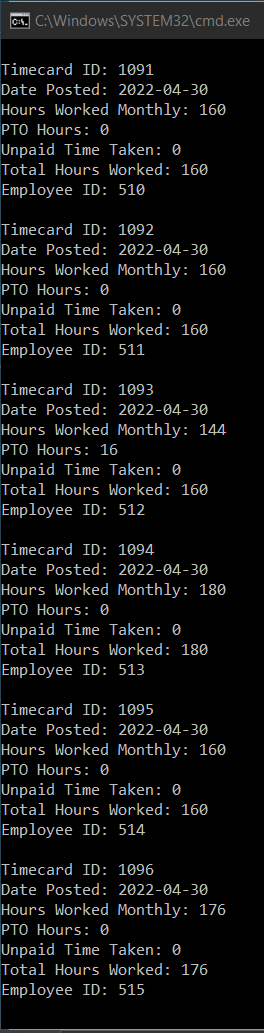 C:\Windows\SYSTEM32\cmd.exe
Timecard ID: 1091
Date Posted: 2022-04-30
Hours Worked Monthly: 160
PTO Hours: 0
Unpaid Time Taken: 0
Total Hours Worked: 160
Employee ID: 510
Timecard ID: 1092
Date Posted: 2022-04-30
Hours Worked Monthly: 160
PTO Hours: 0
Unpaid Time Taken: 0
Total Hours Worked: 160
Employee ID: 511
Timecard ID: 1093
Date Posted: 2022-04-30
Hours Worked Monthly: 144
PTO Hours: 16
Unpaid Time Taken: 0
Total Hours Worked: 160
Employee ID: 512
Timecard ID: 1094
Date Posted: 2022-04-30
Hours Worked Monthly: 180
PTO Hours: 0
Unpaid Time Taken: 0
Total Hours Worked: 180
Employee ID: 513
Timecard ID: 1095
Date Posted: 2022-04-30
Hours Worked Monthly: 160
PTO Hours: 0
Unpaid Time Taken: 0
Total Hours Worked: 160
Employee ID: 514
Timecard ID: 1096
Date Posted: 2022-04-30
Hours Worked Monthly: 176
PTO Hours: 0
Unpaid Time Taken: 0
Total Hours Worked: 176
Employee ID: 515